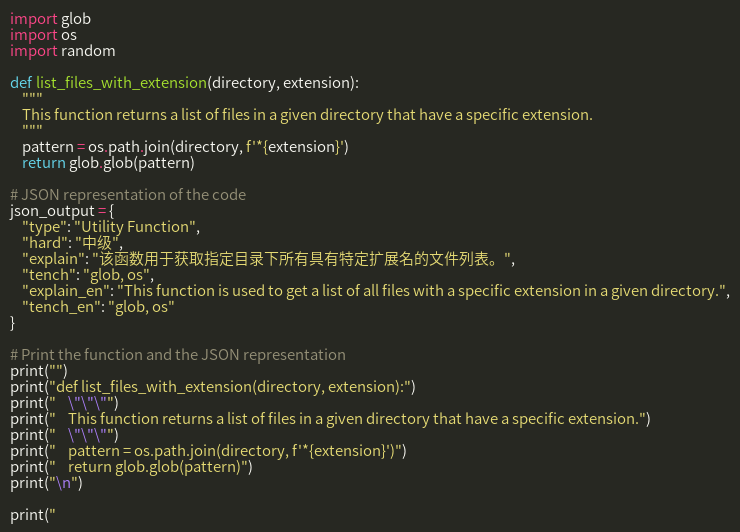 import glob
import os
import random

def list_files_with_extension(directory, extension):
    """
    This function returns a list of files in a given directory that have a specific extension.
    """
    pattern = os.path.join(directory, f'*{extension}')
    return glob.glob(pattern)

# JSON representation of the code
json_output = {
    "type": "Utility Function",
    "hard": "中级",
    "explain": "该函数用于获取指定目录下所有具有特定扩展名的文件列表。",
    "tench": "glob, os",
    "explain_en": "This function is used to get a list of all files with a specific extension in a given directory.",
    "tench_en": "glob, os"
}

# Print the function and the JSON representation
print("")
print("def list_files_with_extension(directory, extension):")
print("    \"\"\"")
print("    This function returns a list of files in a given directory that have a specific extension.")
print("    \"\"\"")
print("    pattern = os.path.join(directory, f'*{extension}')")
print("    return glob.glob(pattern)")
print("\n")

print("